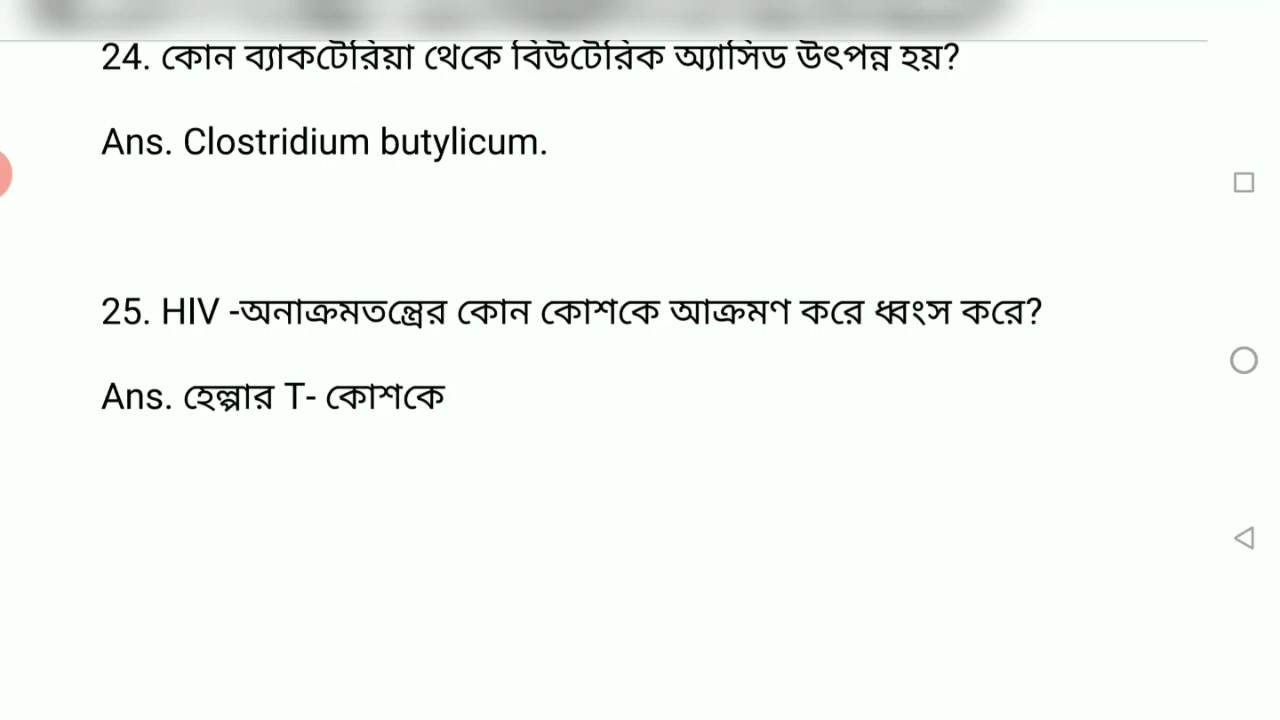 24. কোন ব্যাকটেরিয়া থেকে বিউটেরিক অ্যাসিড উৎপন্ন হয়?
Ans. Clostridium butylicum.
25. HIV -অনাক্রমতন্ত্রের কোন কোশকে আক্রমণ করে ধ্বংস করে?
Ans. হেল্পার T- কোশকে